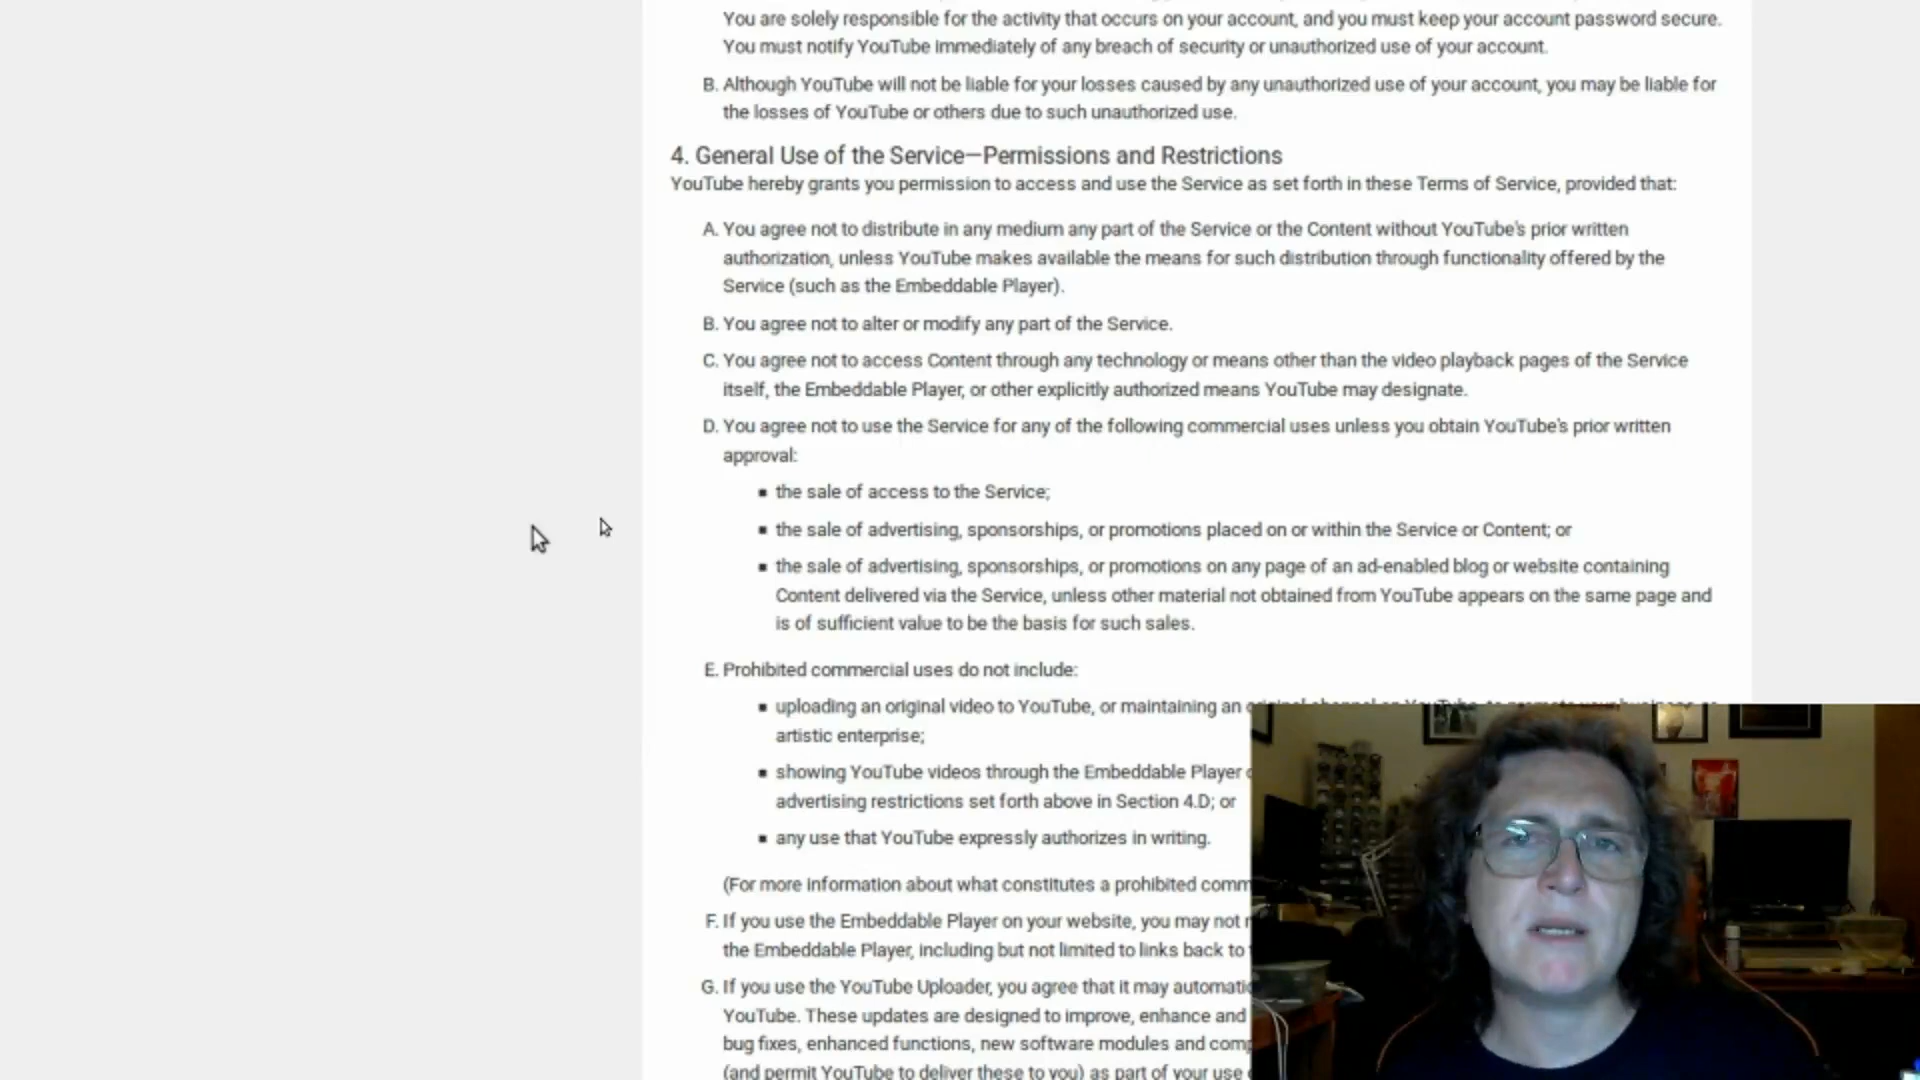 You are solely responsible for the activity that occurs on your account, and you must keep your account password secure.
You must notify YouTube immediately of any breach of security or unauthorized use of your account.
B. Although YouTube will not be liable for your losses caused by any unauthorized use of your account, you may be liable for
the losses of YouTube or others due to such unauthorized use.
4. General Use of the Service—Permissions and Restrictions
YouTube hereby grants you permission to access and use the Service as set forth in these Terms of Service, provided that:
A. You agree not to distribute in any medium any part of the Service or the Content without YouTube's prior written
authorization, unless YouTube makes available the means for such distribution through functionality offered by the
Service (such as the Embeddable Player).
B. You agree not to alter or modify any part of the Service.
C. You agree not to access Content through any technology or means other than the video playback pages of the Service
itself, the Embeddable Player, or other explicitly authorized means YouTube may designate.
D. You agree not to use the Service for any of the following commercial uses unless you obtain YouTube's prior written
approval:
▪ the sale of access to the Service;
▪ the sale of advertising, sponsorships, or promotions placed on or within the Service or Content; or
▪ the sale of advertising, sponsorships, or promotions on any page of an ad-enabled blog or website containing
Content delivered via the Service, unless other material not obtained from YouTube appears on the same page and
is of sufficient value to be the basis for such sales.
E. Prohibited commercial uses do not include:
▪ uploading an original video to YouTube, or maintaining an
artistic enterprise;
▪ showing YouTube videos through the Embeddable Player
advertising restrictions set forth above in Section 4.D; or
▪ any use that YouTube expressly authorizes in writing.
(For more information about what constitutes a prohibited comm
F. If you use the Embeddable Player on your website, you may not
the Embeddable Player, including but not limited to links back to
G. If you use the YouTube Uploader, you agree that it may automatic
YouTube. These updates are designed to improve, enhance and
bug fixes, enhanced functions, new software modules and comp
(and permit YouTube to deliver these to you) as part of your use